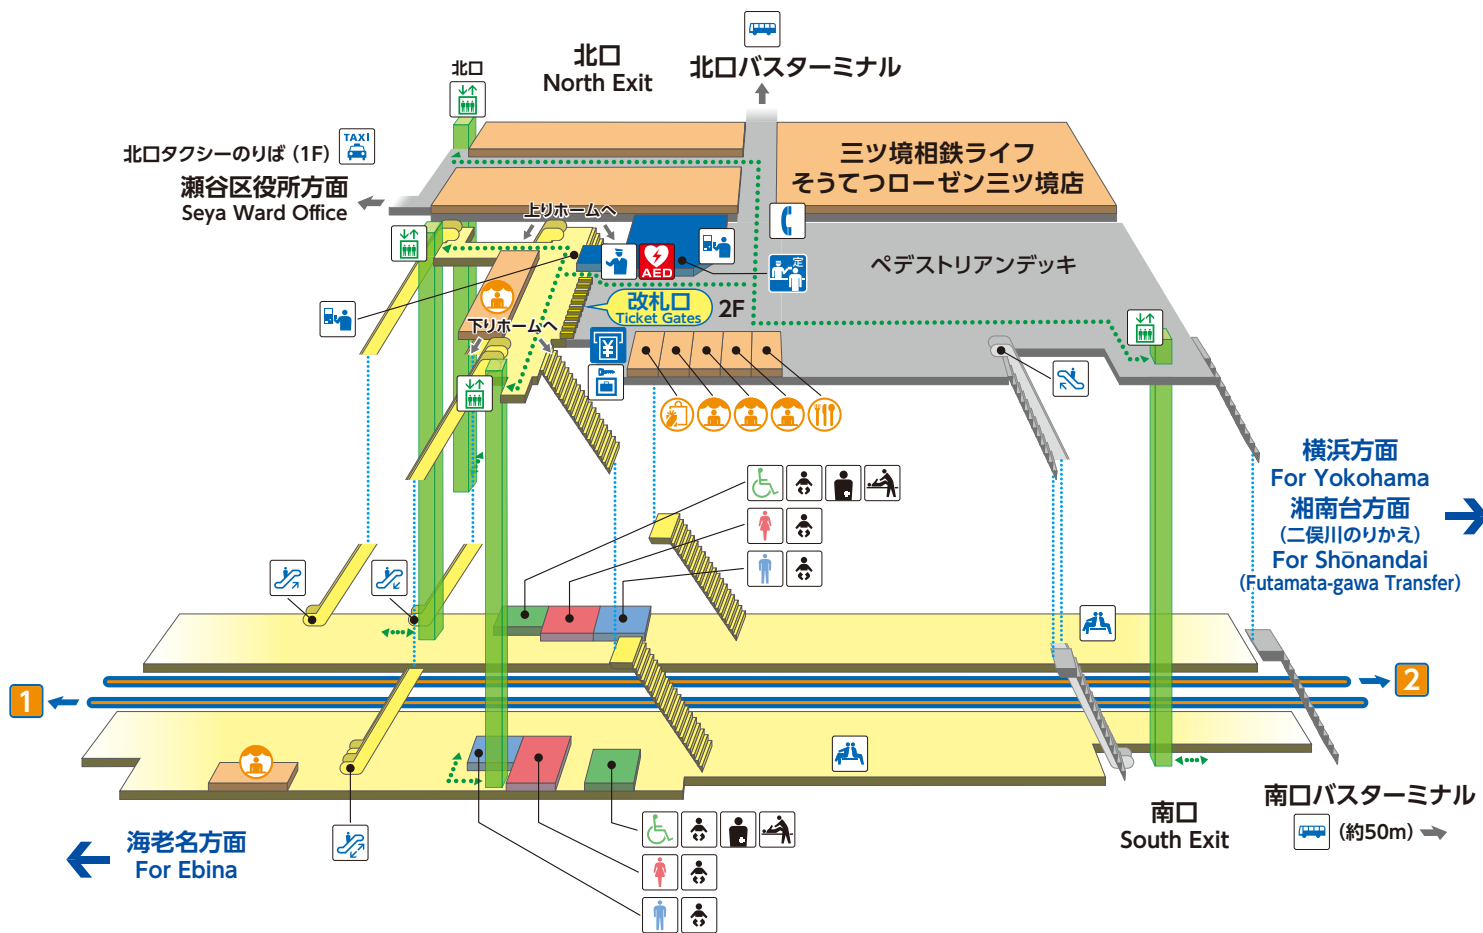 北口
North Exit
北口バスターミナル
北口
TAXI
北口タクシーのりば (1F)
瀬谷区役所方面
Seya Ward Office
三ツ境相鉄ライフ
そうてつローゼン三ツ境店
上りホームへ
AED
定
ペデストリアンデッキ
改札口
Ticket Gates
2F
下りホームへ
¥
横浜方面
For Yokohama
湘南台方面
(二俣川のりかえ)
For Shōnandai
(Futamata-gawa Transfer)
1
2
海老名方面
For Ebina
南口
South Exit
南口バスターミナル
(約50m)